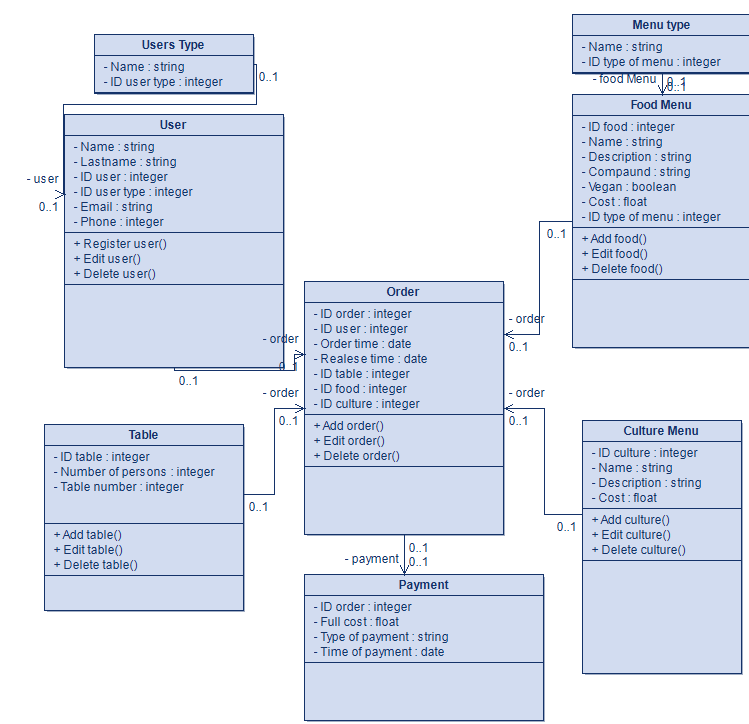 Users Type
- Name : string
- ID user type : integer
0..1
User
- Name : string
- Lastname : string
- ID user : integer
- ID user type : integer
- Email : string
- Phone : integer
+ Register user()
+ Edit user()
+ Delete user()
- user
0..1
0..1
Menu type
- Name : string
- ID type of menu : integer
- food Menu
0..1
0..1
Food Menu
- ID food : integer
- Name : string
- Description : string
- Compaund : string
- Vegan : boolean
- Cost : float
- ID type of menu : integer
+ Add food()
+ Edit food()
+ Delete food()
0..1
Order
- ID order : integer
- ID user : integer
- Order time : date
- Realese time : date
- ID table : integer
- ID food : integer
- ID culture : integer
+ Add order()
+ Edit order()
+ Delete order()
- order
0..1
- order
0..1
- order
0..1
- order
0..1
Table
- ID table : integer
- Number of persons : integer
- Table number : integer
+ Add table()
+ Edit table()
+ Delete table()
0..1
Culture Menu
- ID culture : integer
- Name : string
- Description : string
- Cost : float
+ Add culture()
+ Edit culture()
+ Delete culture()
0..1
0..1
- payment
0..1
Payment
- ID order : integer
- Full cost : float
- Type of payment : string
- Time of payment : date